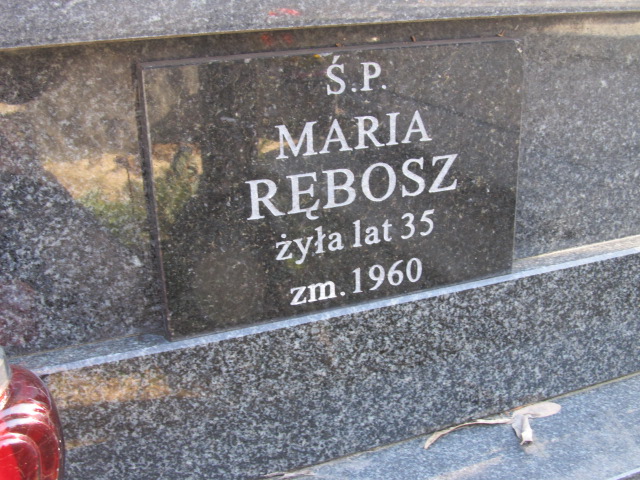 Ś.P.
MARIA
RĘBOSZ
żyła lat 35
zm. 1960